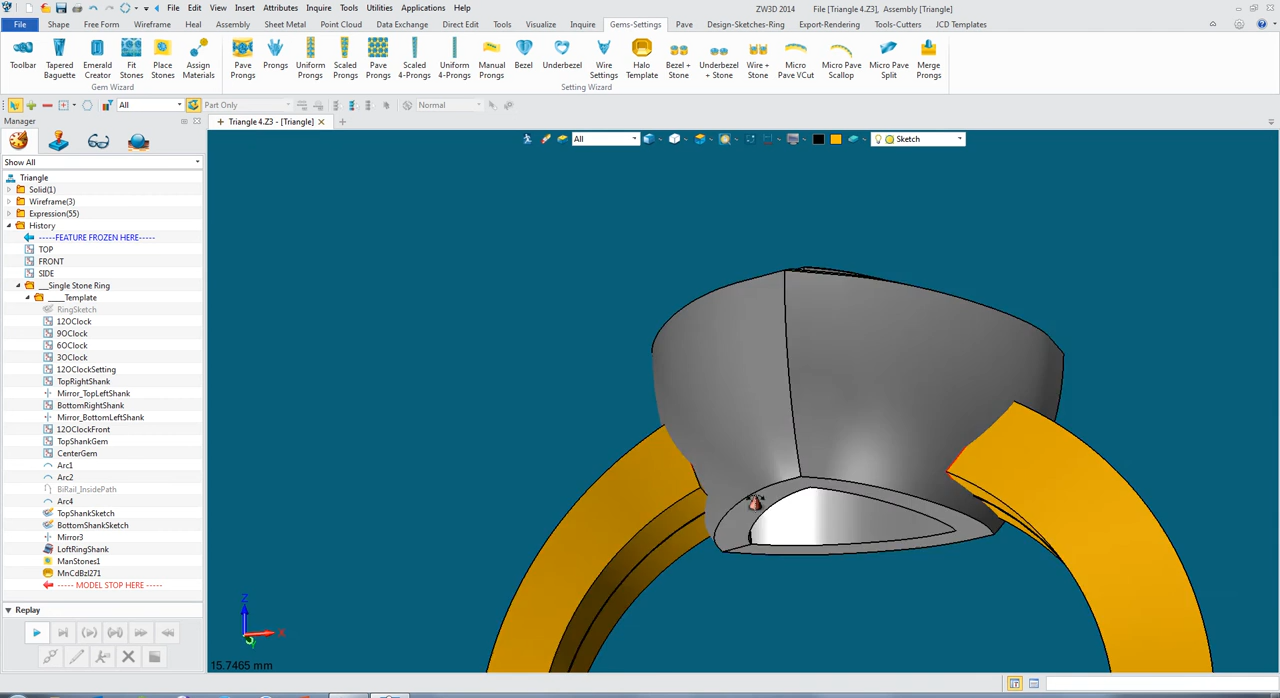 File Edit View Insert Attributes Inquire Tools Utilities Applications Help
ZW3D 2014 File [Triangle 4.Z3], Assembly [Triangle]
File Shape Free Form Wireframe Heal Assembly Sheet Metal Point Cloud Data Exchange Direct Edit Tools Visualize Inquire Gems-Settings Pave Design-Sketches-Ring Export-Rendering Tools-Cutters JCD Templates
Toolbar Tapered Baguette Emerald Creator Fit Stones Place Stones Assign Materials Pave Prongs Prongs Uniform Prongs Scaled Prongs Pave Prongs Scaled 4-Prongs Uniform 4-Prongs Manual Prongs Bezel Underbezel Wire Settings Halo Template Bezel + Stone Underbezel + Stone Wire + Stone Micro Pave VCut Micro Pave Scallop Micro Pave Split Merge Prongs
Gem Wizard Setting Wizard
All Part Only Normal
Manager
Triangle 4.Z3 - [Triangle]
All Sketch
Show All
Triangle
Solid(1)
Wireframe(3)
Expression(55)
History
-----FEATURE FROZEN HERE-----
TOP
FRONT
SIDE
__Single Stone Ring
____Template
RingSketch
12OClock
9OClock
6OClock
3OClock
12OClockSetting
TopRightShank
Mirror_TopLeftShank
BottomRightShank
Mirror_BottomLeftShank
12OClockFront
TopShankGem
CenterGem
Arc1
Arc2
BiRail_InsidePath
Arc4
TopShankSketch
BottomShankSketch
Mirror3
LoftRingShank
ManStones1
MnCdBzl271
----- MODEL STOP HERE -----
Replay
Z
X
Y
15.7465 mm